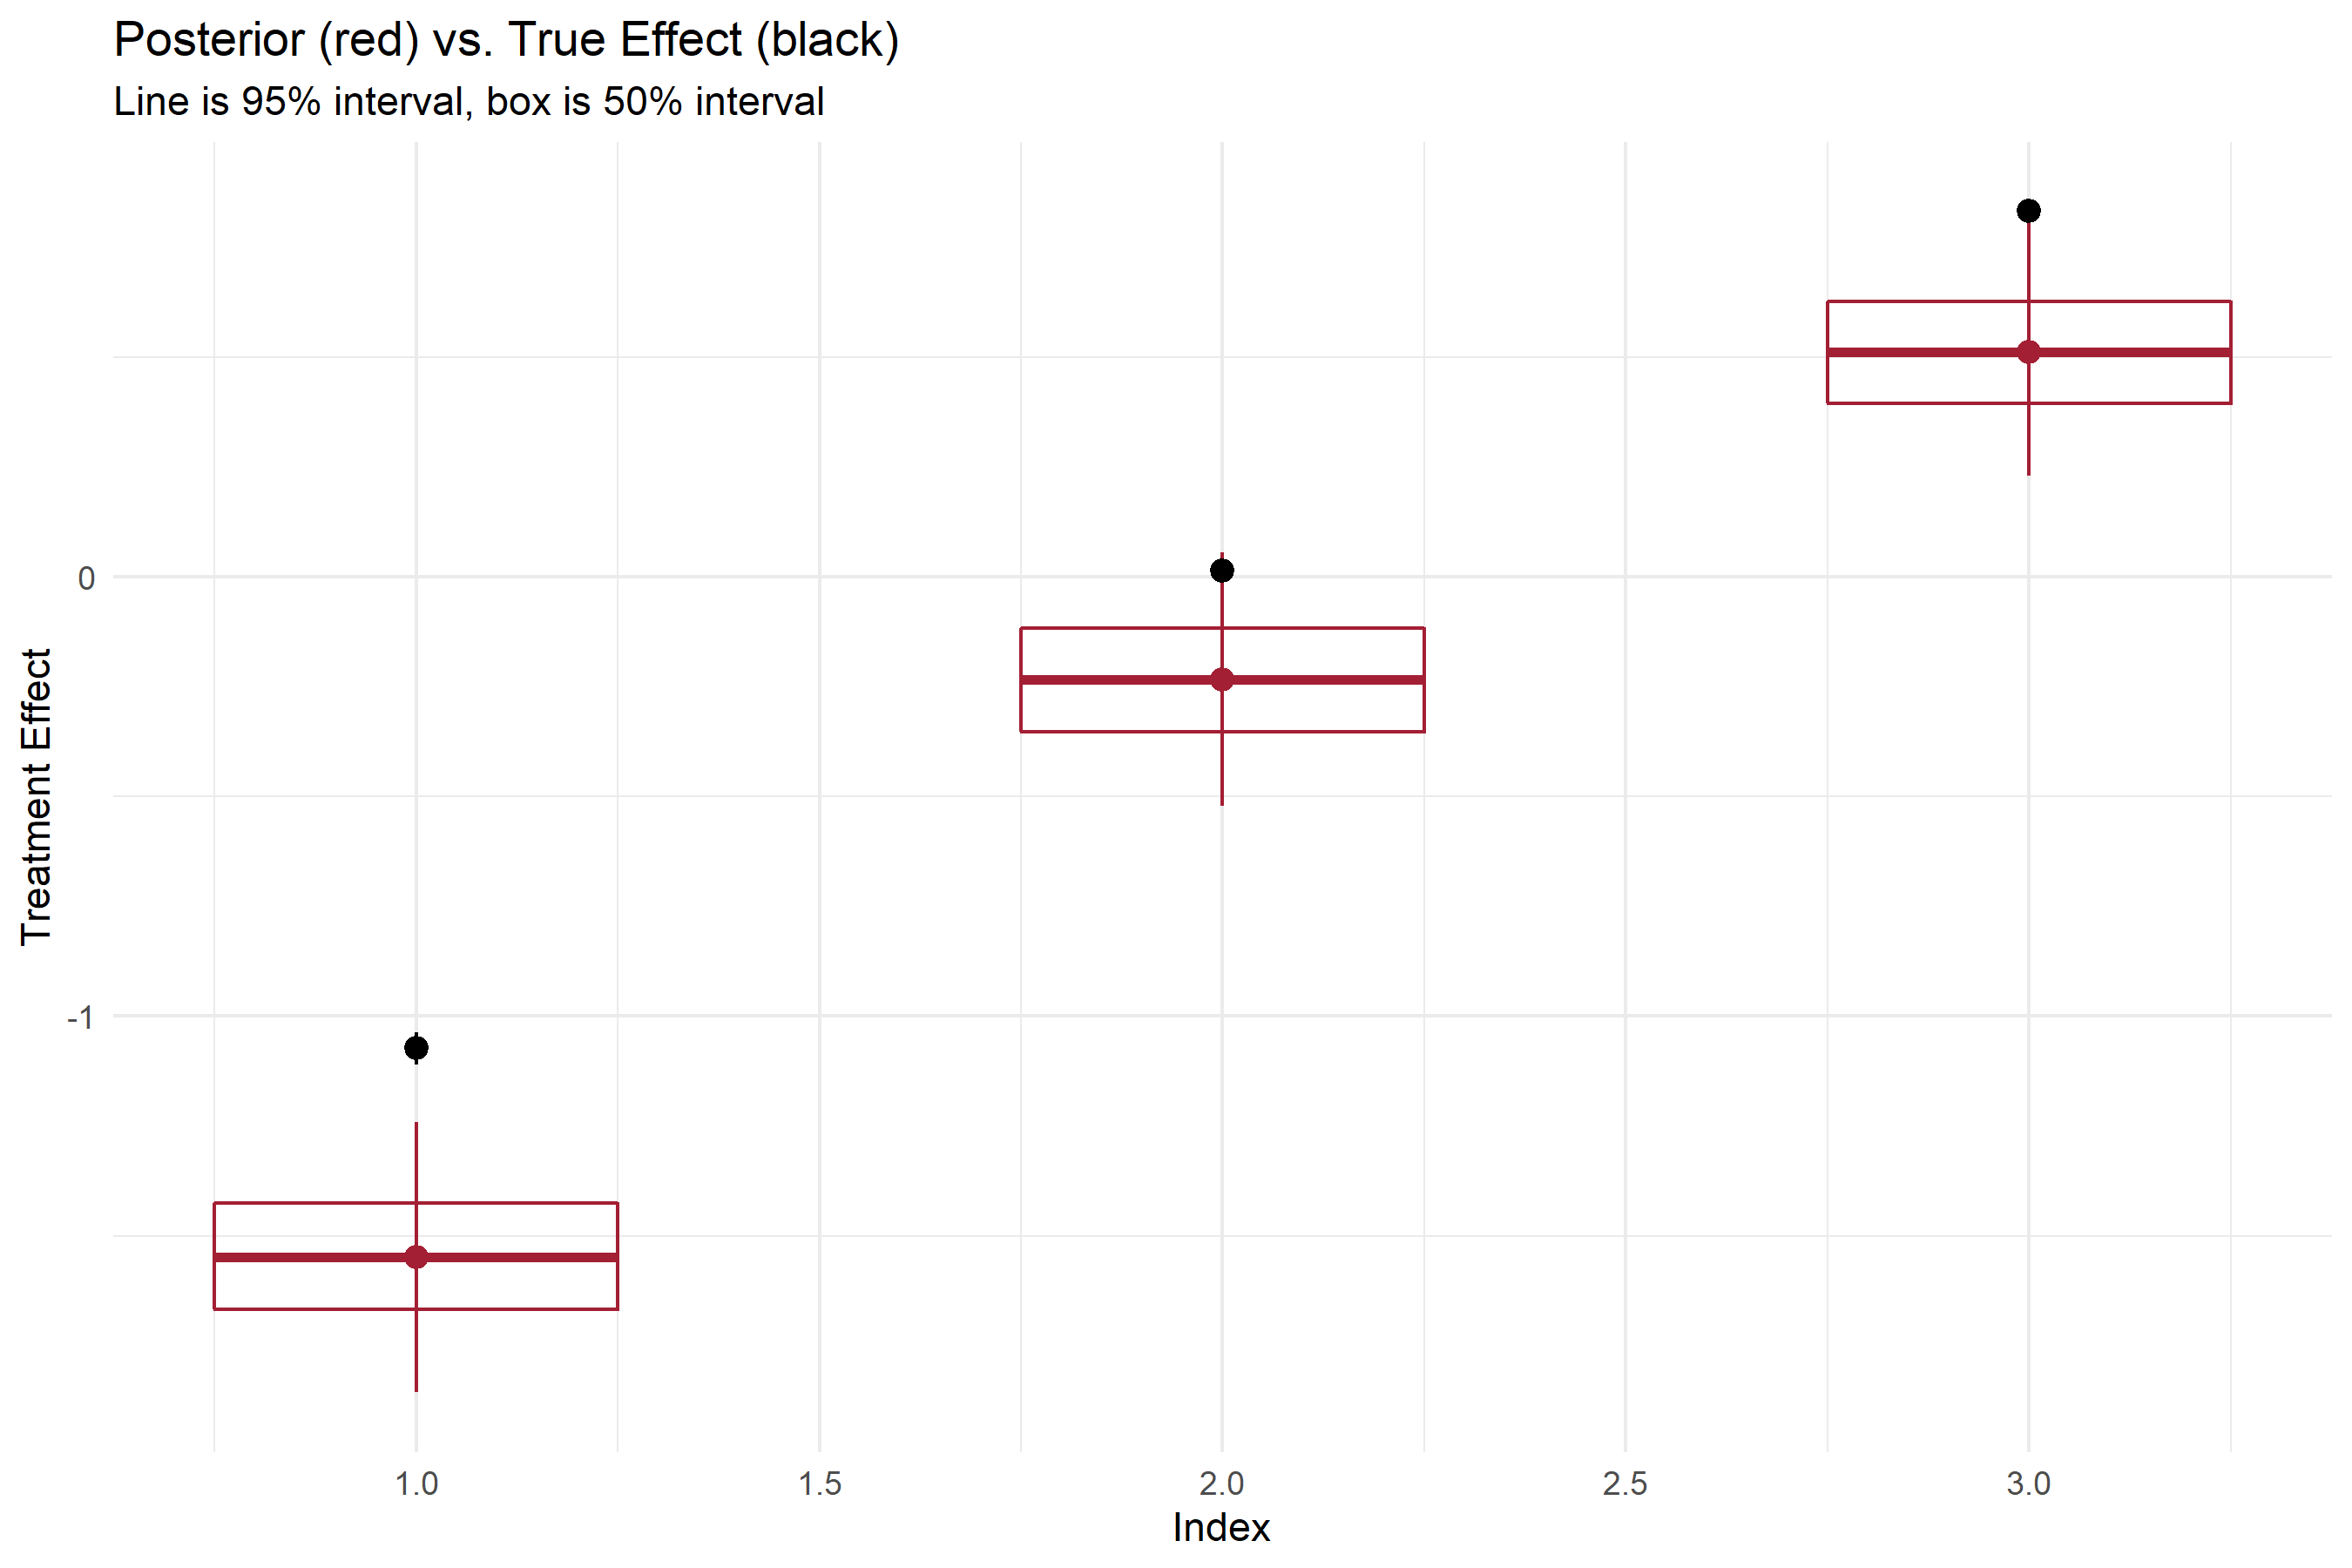 Posterior (red) vs. True Effect (black)
Line is 95% interval, box is 50% interval
0
-1
Treatment Effect
1.0
1.5
2.0
2.5
3.0
Index